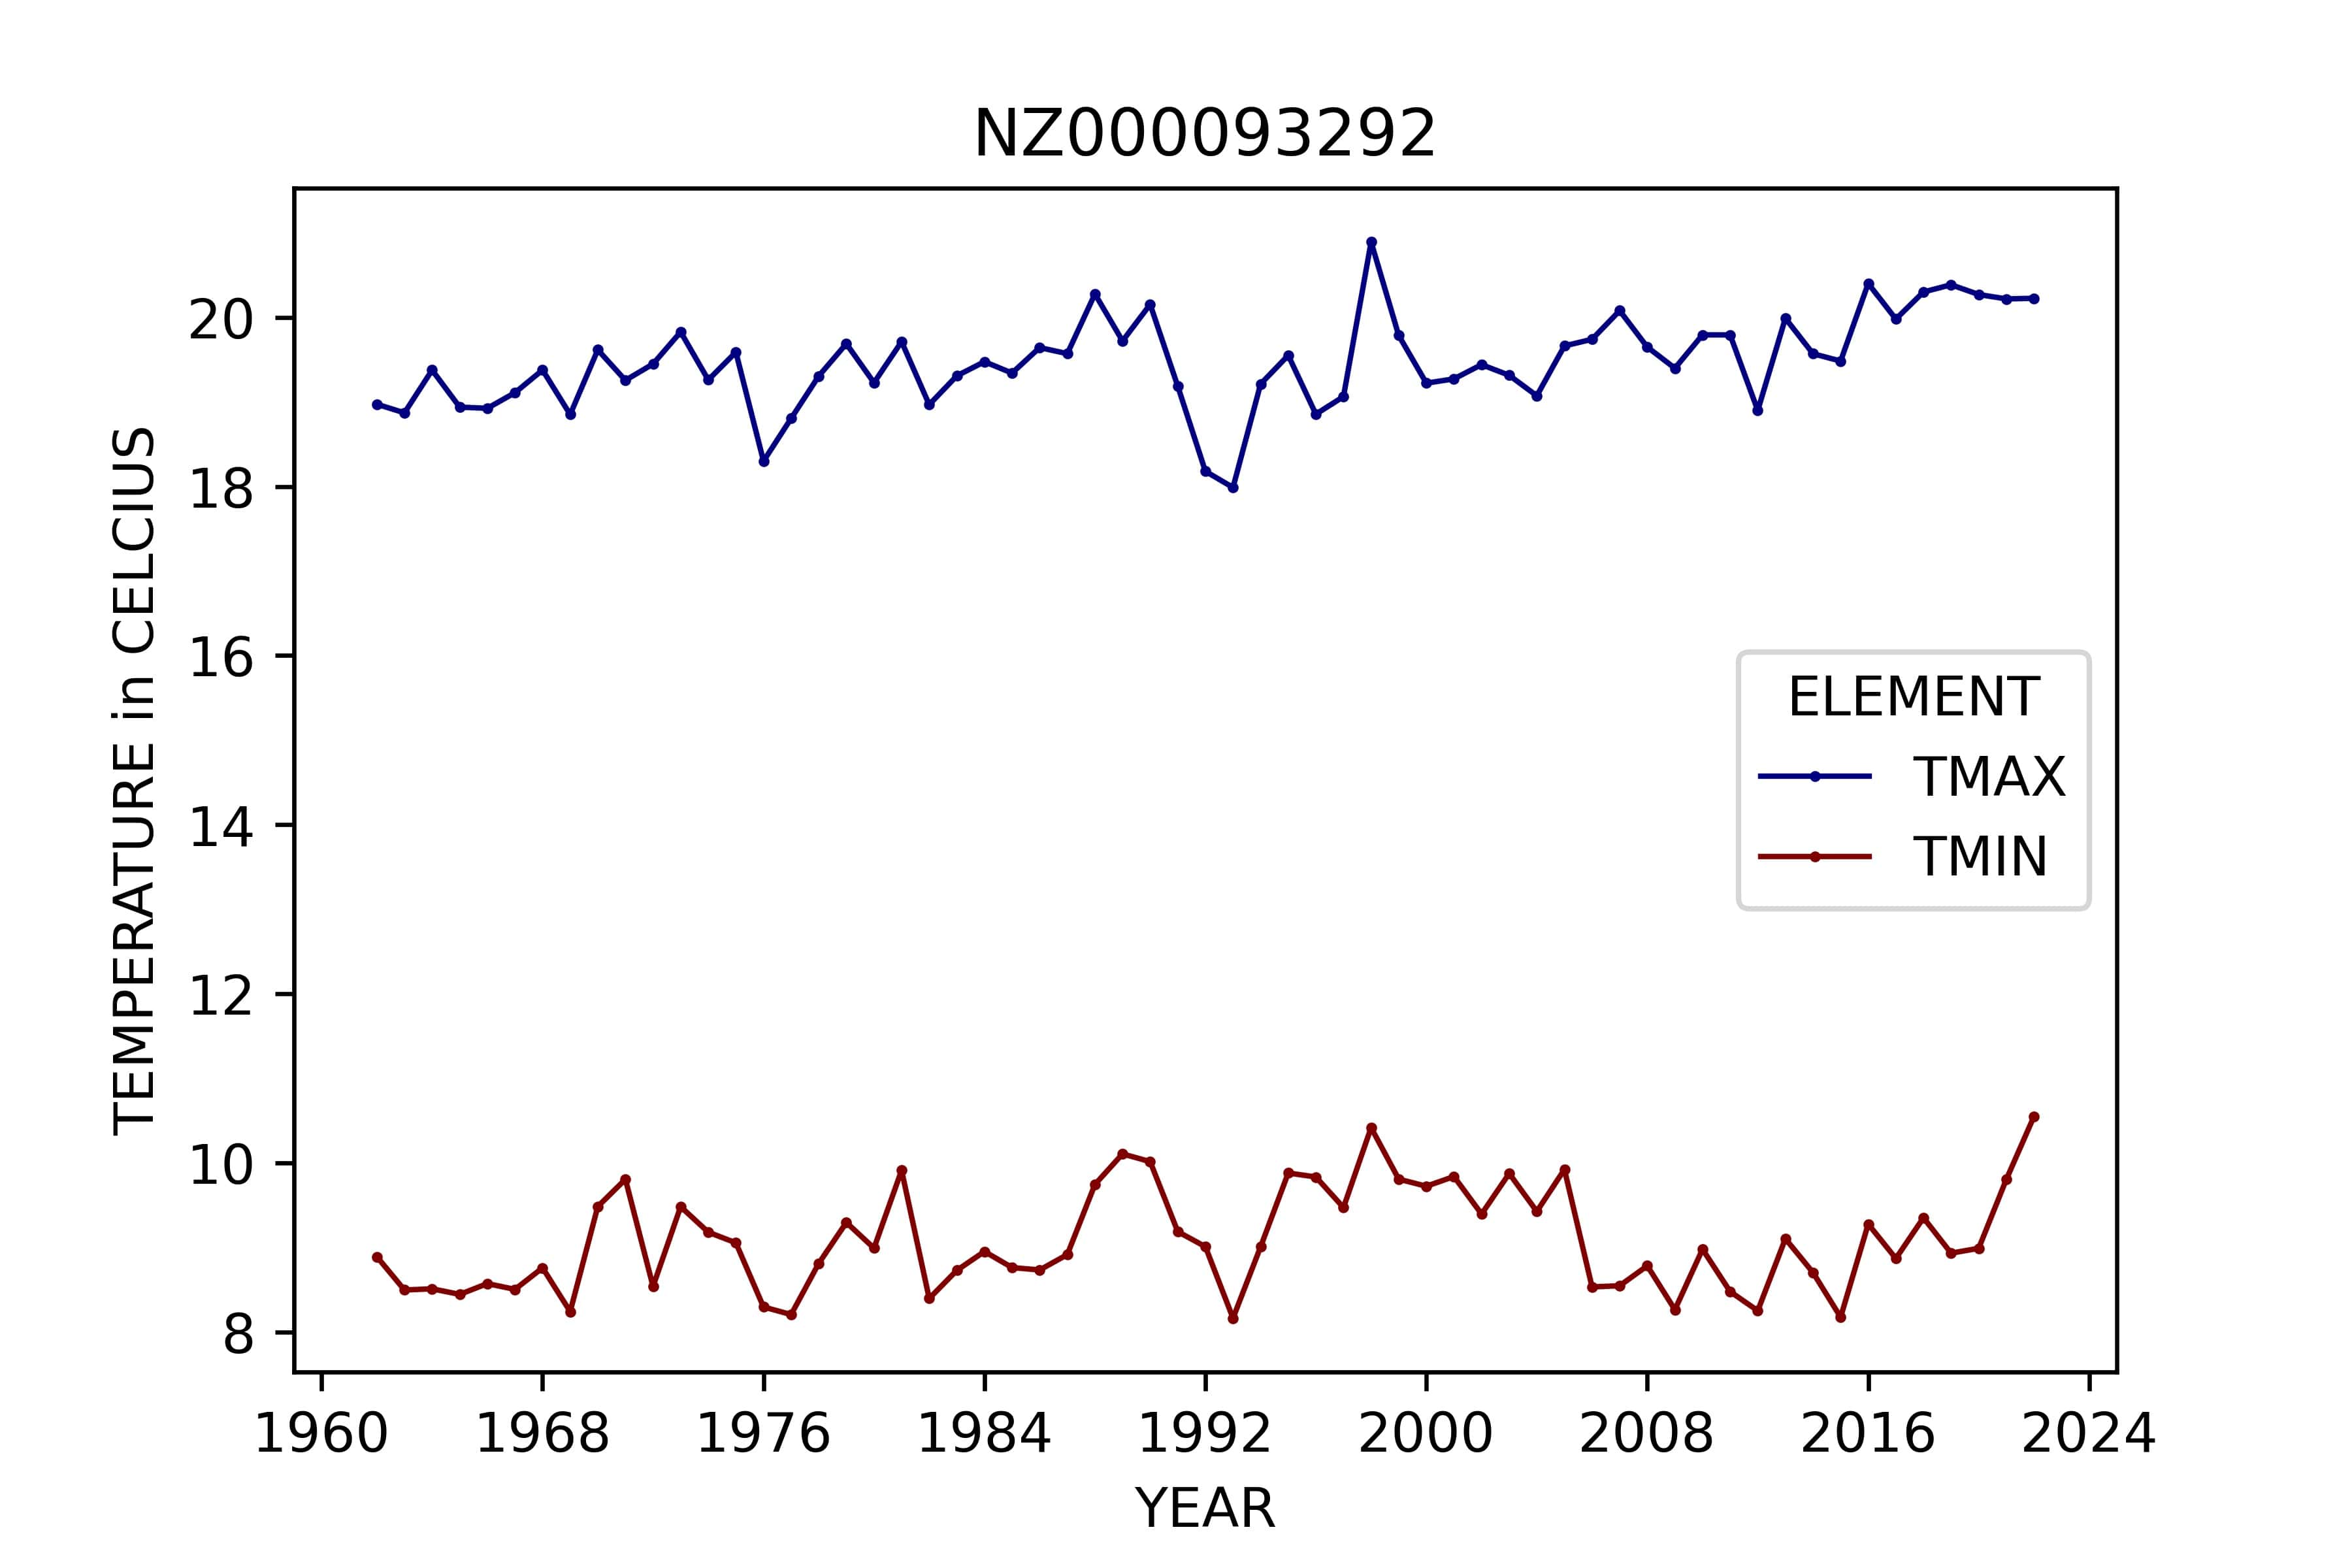 NZ000093292
TEMPERATURE in CELCIUS
20
18
16
14
12
10
8
ELEMENT
TMAX
TMIN
1960 1968 1976 1984 1992 2000 2008 2016 2024
YEAR